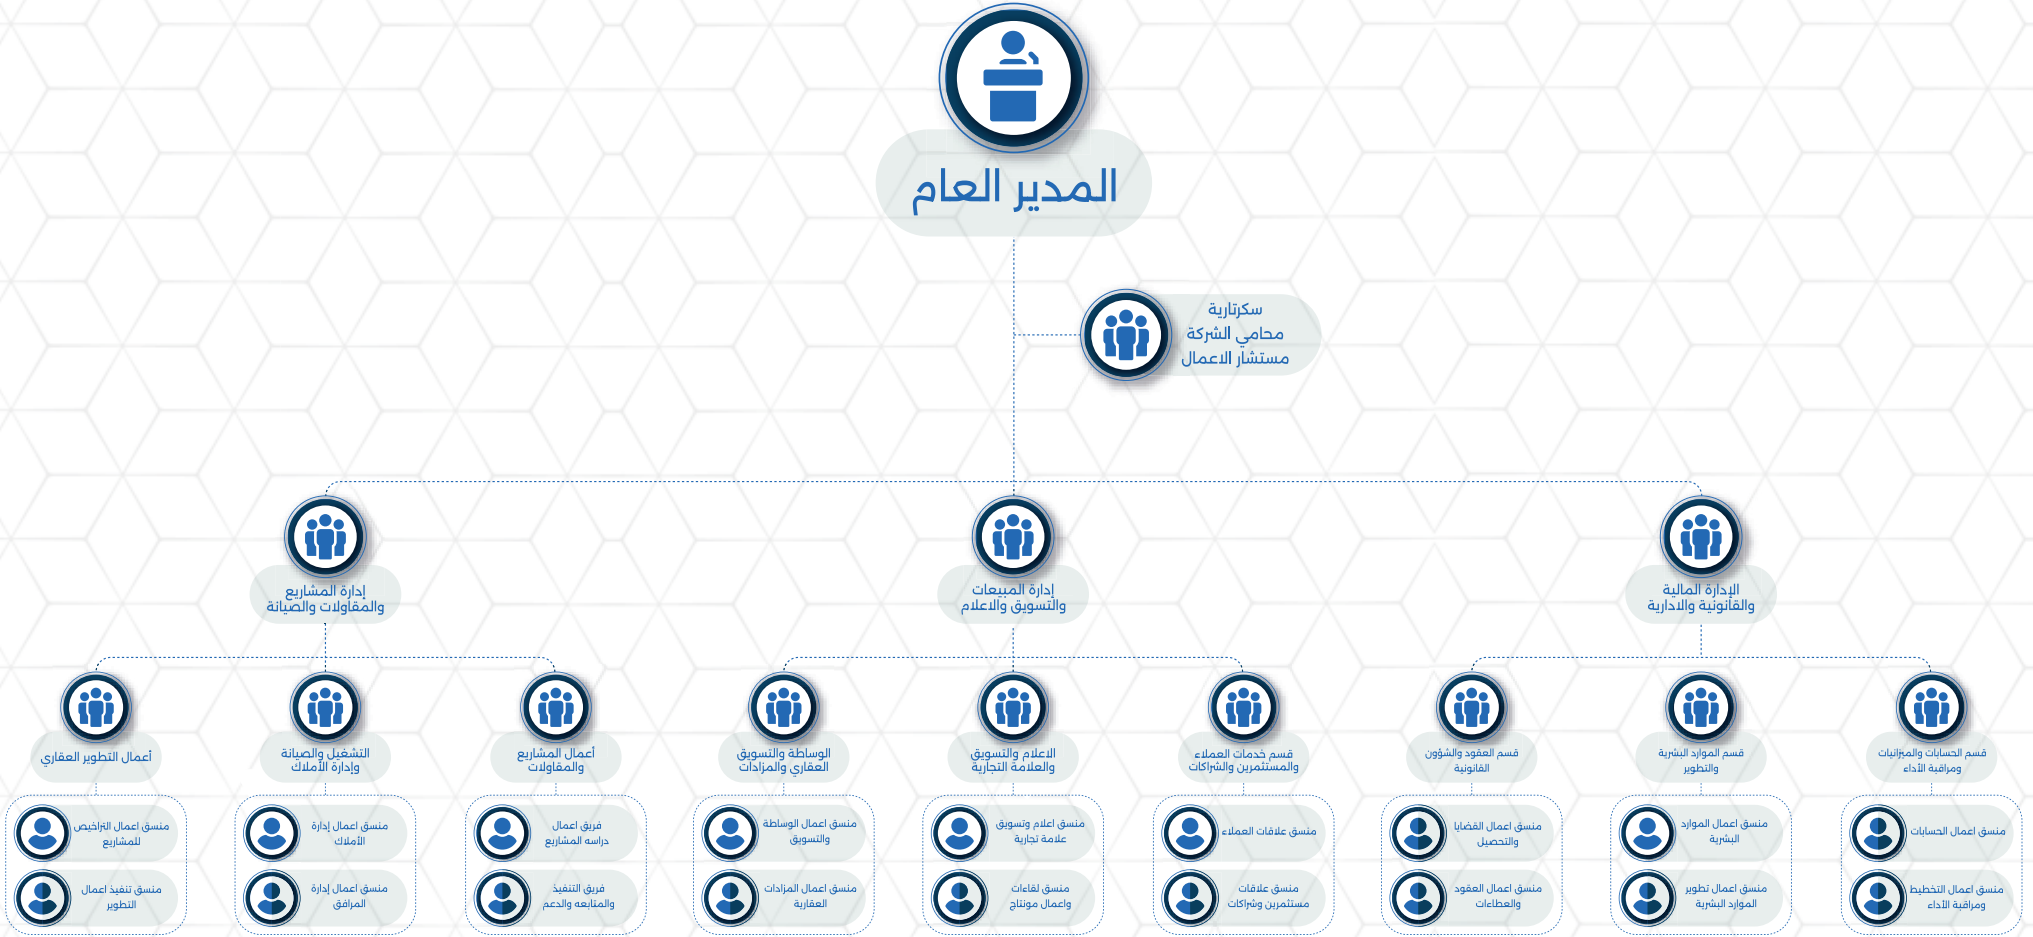 المدير العام
سكرتارية
محامي الشركة
مستشار الاعمال
الإدارة المالية
والقانونية والادارية
إدارة المبيعات
والتسويق والاعلام
إدارة المشاريع
والمقاولات والصيانة
قسم الحسابات والميزانيات
ومراقبة الأداء
قسم الموارد البشرية
والتطوير
قسم العقود والشؤون
القانونية
قسم خدمات العملاء
والمستثمرين والشراكات
الاعلام والتسويق
والعلامة التجارية
الوساطة والتسويق
العقاري والمزادات
أعمال المشاريع
والمقاولات
التشغيل والصيانة
وإدارة الأملاك
أعمال التطوير العقاري
منسق اعمال الحسابات
منسق اعمال التخطيط
ومراقبة الأداء
منسق اعمال الموارد
البشرية
منسق اعمال تطوير
الموارد البشرية
منسق اعمال القضايا
والتحصيل
منسق اعمال العقود
والعطاءات
منسق علاقات العملاء
منسق علاقات
مستثمرين وشراكات
منسق اعلام وتسويق
علامة تجارية
منسق لقاءات
واعمال مونتاج
منسق اعمال الوساطة
والتسويق
منسق اعمال المزادات
العقارية
فريق اعمال
دراسه المشاريع
فريق التنفيذ
والمتابعه والدعم
منسق اعمال إدارة
الأملاك
منسق اعمال إدارة
المرافق
منسق اعمال التراخيص
للمشاريع
منسق تنفيذ اعمال
التطوير